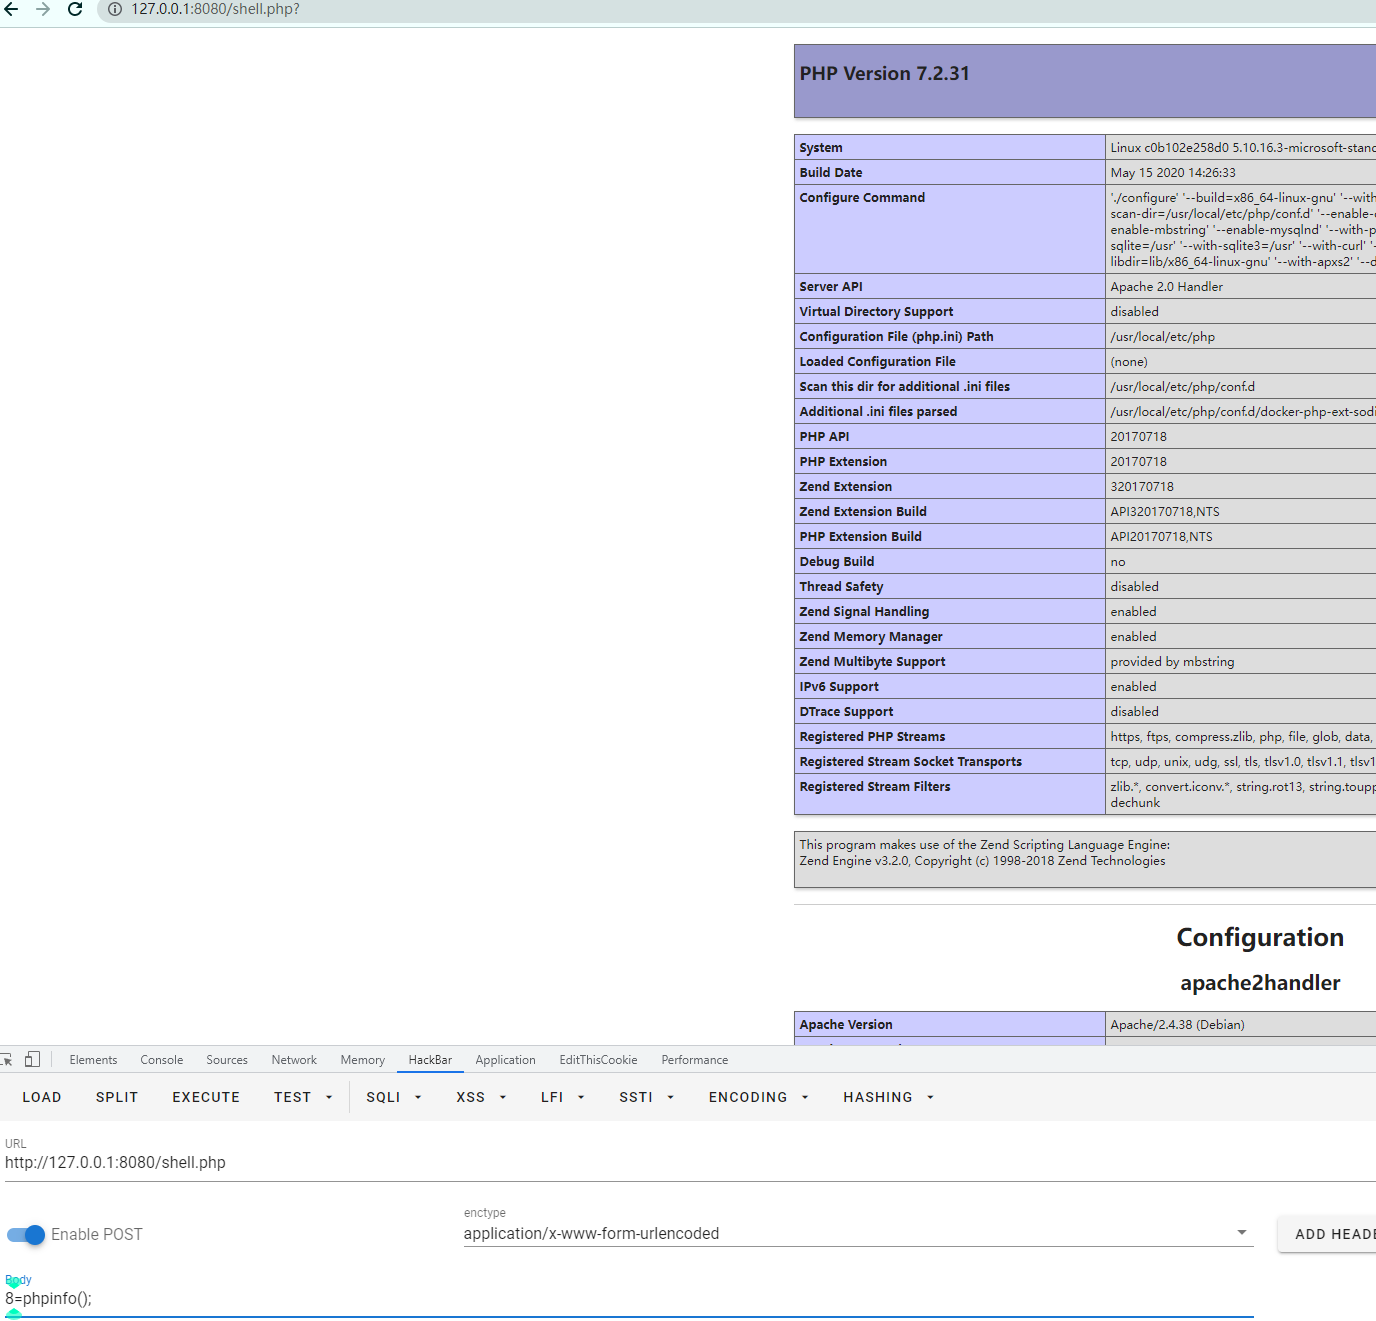 127.0.0.1:8080/shell.php?
PHP Version 7.2.31
System Linux c0b102e258d0 5.10.16.3-microsoft-stand
Build Date May 15 2020 14:26:33
Configure Command './configure' '--build=x86_64-linux-gnu' '--with
scan-dir=/usr/local/etc/php/conf.d' '--enable-
enable-mbstring' '--enable-mysqlnd' '--with-p
sqlite=/usr' '--with-sqlite3=/usr' '--with-curl' '-
libdir=lib/x86_64-linux-gnu' '--with-apxs2' '--d
Server API Apache 2.0 Handler
Virtual Directory Support disabled
Configuration File (php.ini) Path /usr/local/etc/php
Loaded Configuration File (none)
Scan this dir for additional .ini files /usr/local/etc/php/conf.d
Additional .ini files parsed /usr/local/etc/php/conf.d/docker-php-ext-sodi
PHP API 20170718
PHP Extension 20170718
Zend Extension 320170718
Zend Extension Build API320170718,NTS
PHP Extension Build API20170718,NTS
Debug Build no
Thread Safety disabled
Zend Signal Handling enabled
Zend Memory Manager enabled
Zend Multibyte Support provided by mbstring
IPv6 Support enabled
DTrace Support disabled
Registered PHP Streams https, ftps, compress.zlib, php, file, glob, data,
Registered Stream Socket Transports tcp, udp, unix, udg, ssl, tls, tlsv1.0, tlsv1.1, tlsv1
Registered Stream Filters zlib.*, convert.iconv.*, string.rot13, string.toupp
dechunk
This program makes use of the Zend Scripting Language Engine:
Zend Engine v3.2.0, Copyright (c) 1998-2018 Zend Technologies
Configuration
apache2handler
Apache Version Apache/2.4.38 (Debian)
Elements Console Sources Network Memory HackBar Application EditThisCookie Performance
LOAD SPLIT EXECUTE TEST SQLI XSS LFI SSTI ENCODING HASHING
URL
http://127.0.0.1:8080/shell.php
enctype
Enable POST application/x-www-form-urlencoded ADD HEADE
Body
8=phpinfo();